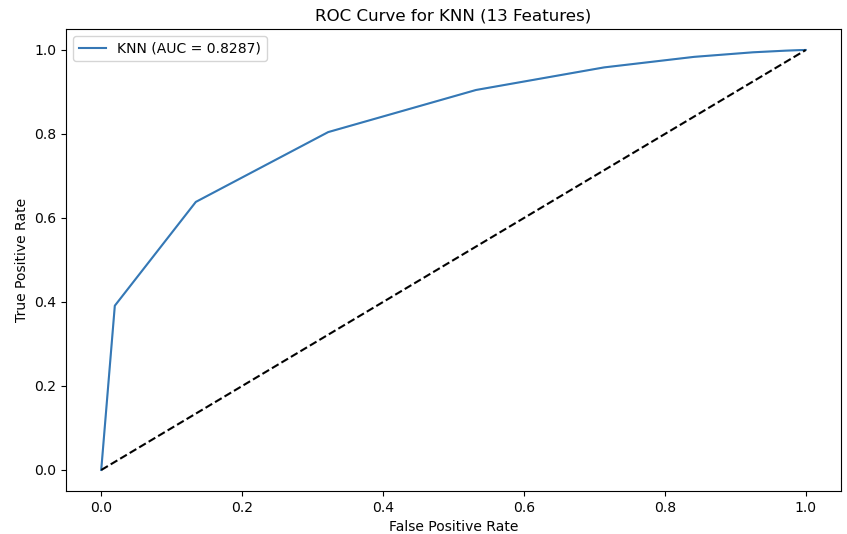 ROC Curve for KNN (13 Features)
KNN (AUC = 0.8287)
True Positive Rate
1.0
0.8
0.6
0.4
0.2
0.0
0.0 0.2 0.4 0.6 0.8 1.0
False Positive Rate